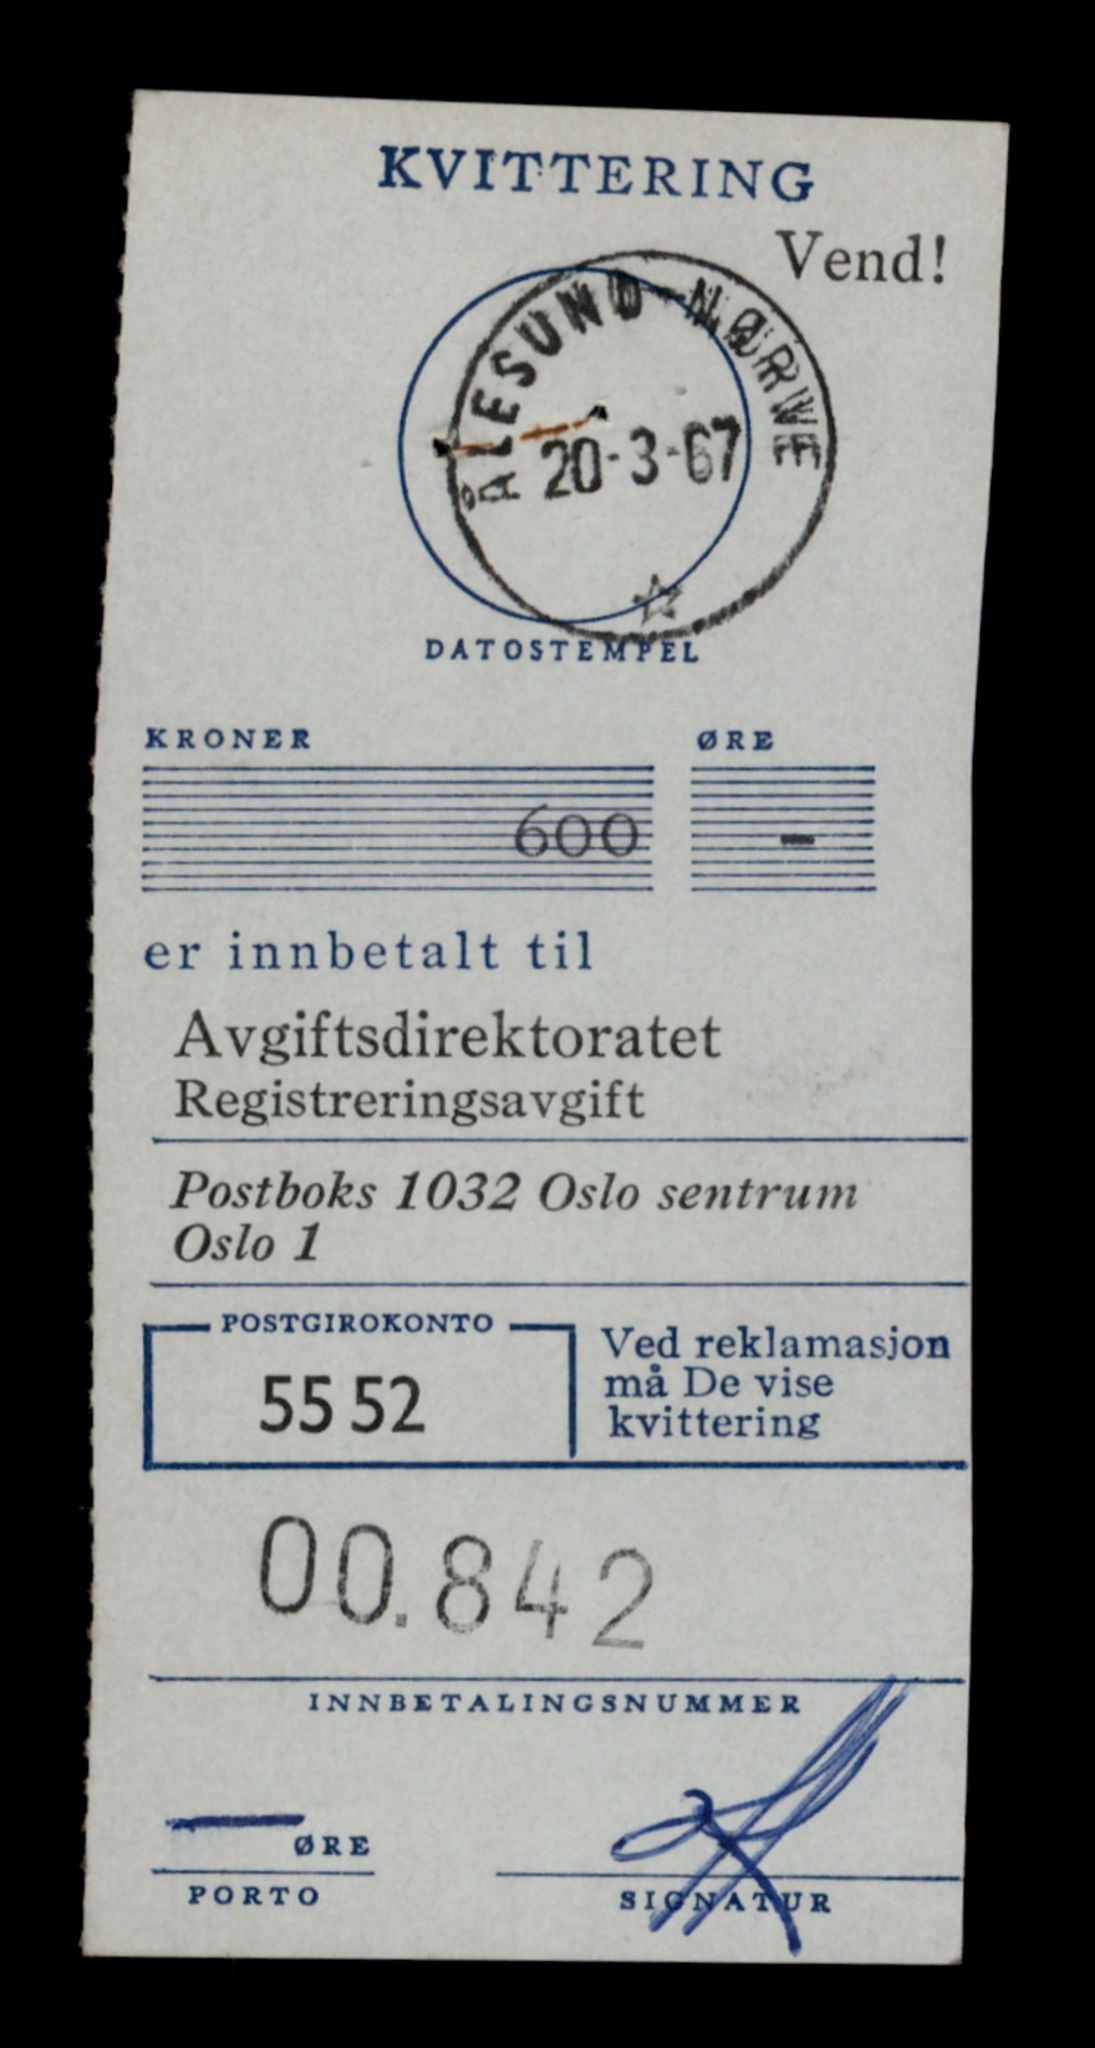 KVITTERING
Vend!
ÅLESUND NØRVE
20-3-67
DATOSTEMPEL
KRONER ØRE
600 -
er innbetalt til
Avgiftsdirektoratet
Registreringsavgift
Postboks 1032 Oslo sentrum
Oslo 1
POSTGIROKONTO
55 52
Ved reklamasjon
må De vise
kvittering
00.842
INNBETALINGSNUMMER
ØRE
PORTO
SIGNATUR